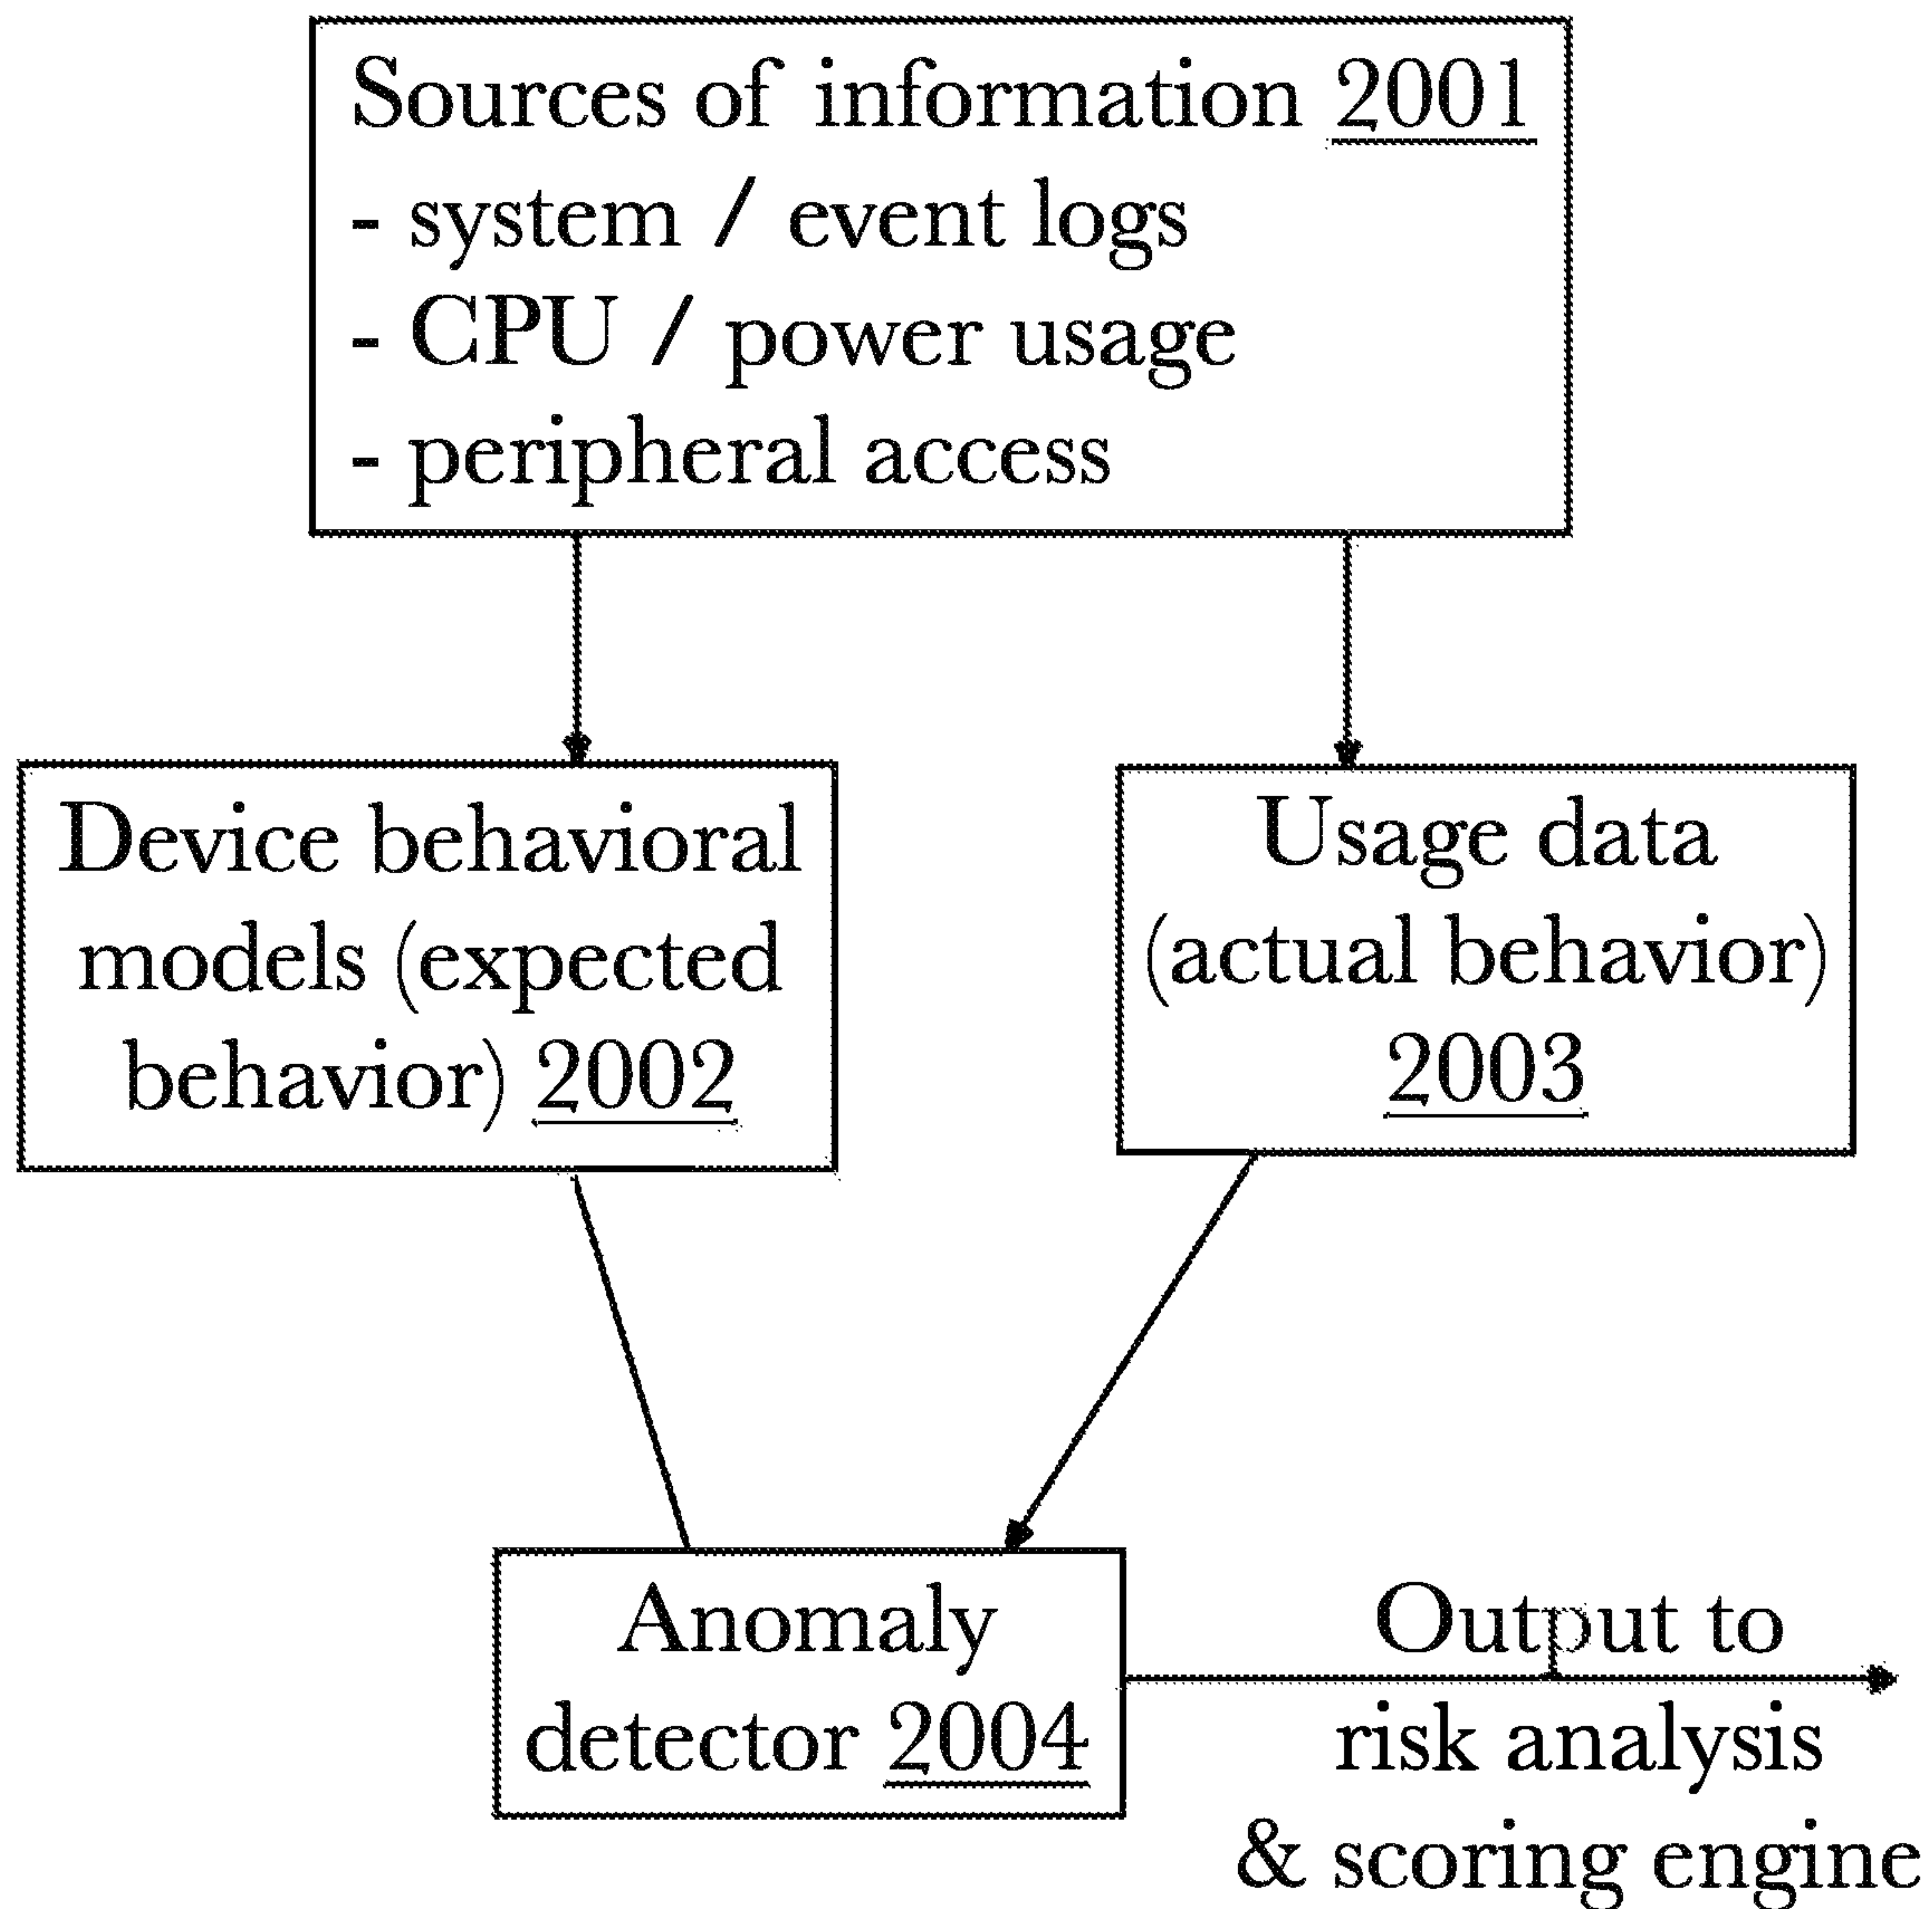 Sources of information 2001
- system / event logs
- CPU / power usage
- peripheral access
Device behavioral
models (expected
behavior) 2002
Usage data
(actual behavior)
2003
Anomaly
detector 2004
Output to
risk analysis
& scoring engine